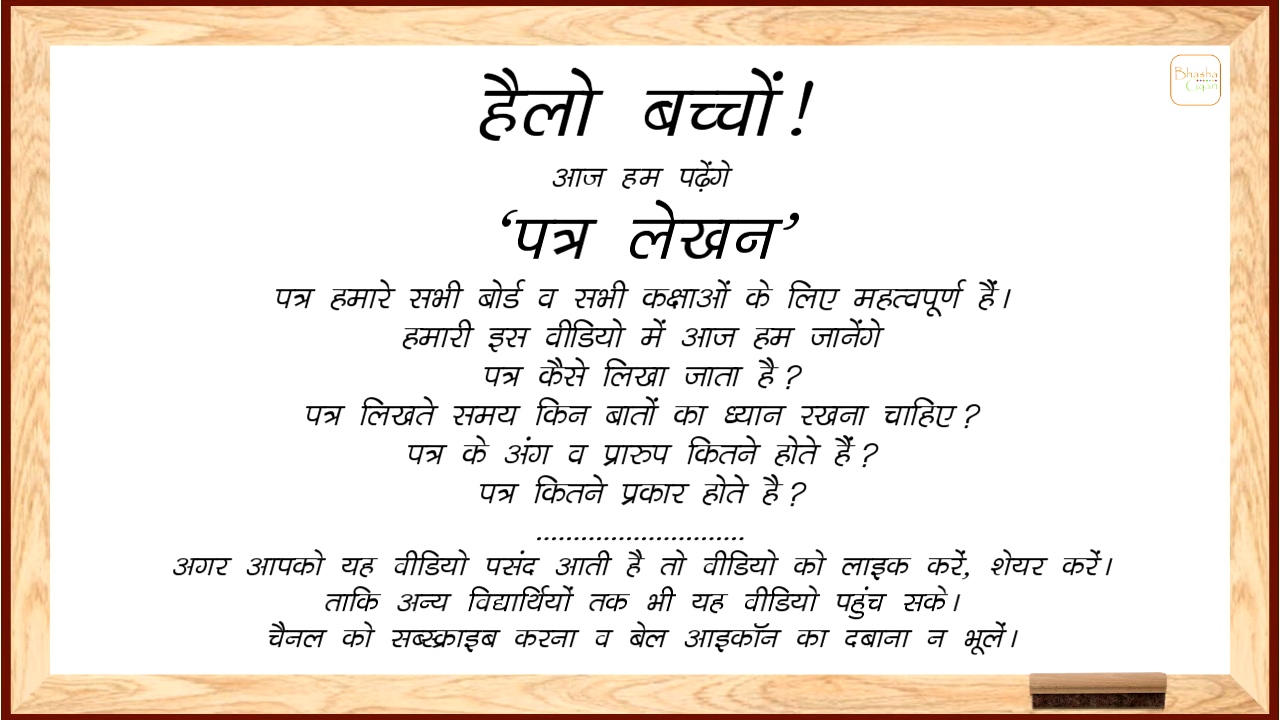 Bhasha
Gyan
हैलो बच्चों!
आज हम पढ़ेंगे
‘पत्र लेखन’
पत्र हमारे सभी बोर्ड व सभी कक्षाओं के लिए महत्वपूर्ण हैं।
हमारी इस वीडियो में आज हम जानेंगे
पत्र कैसे लिखा जाता है?
पत्र लिखते समय किन बातों का ध्यान रखना चाहिए?
पत्र के अंग व प्रारुप कितने होते हैं?
पत्र कितने प्रकार होते है?
............................
अगर आपको यह वीडियो पसंद आती है तो वीडियो को लाइक करें, शेयर करें।
ताकि अन्य विद्यार्थियों तक भी यह वीडियो पहुंच सके।
चैनल को सब्स्क्राइब करना व बेल आइकॉन का दबाना न भूलें।